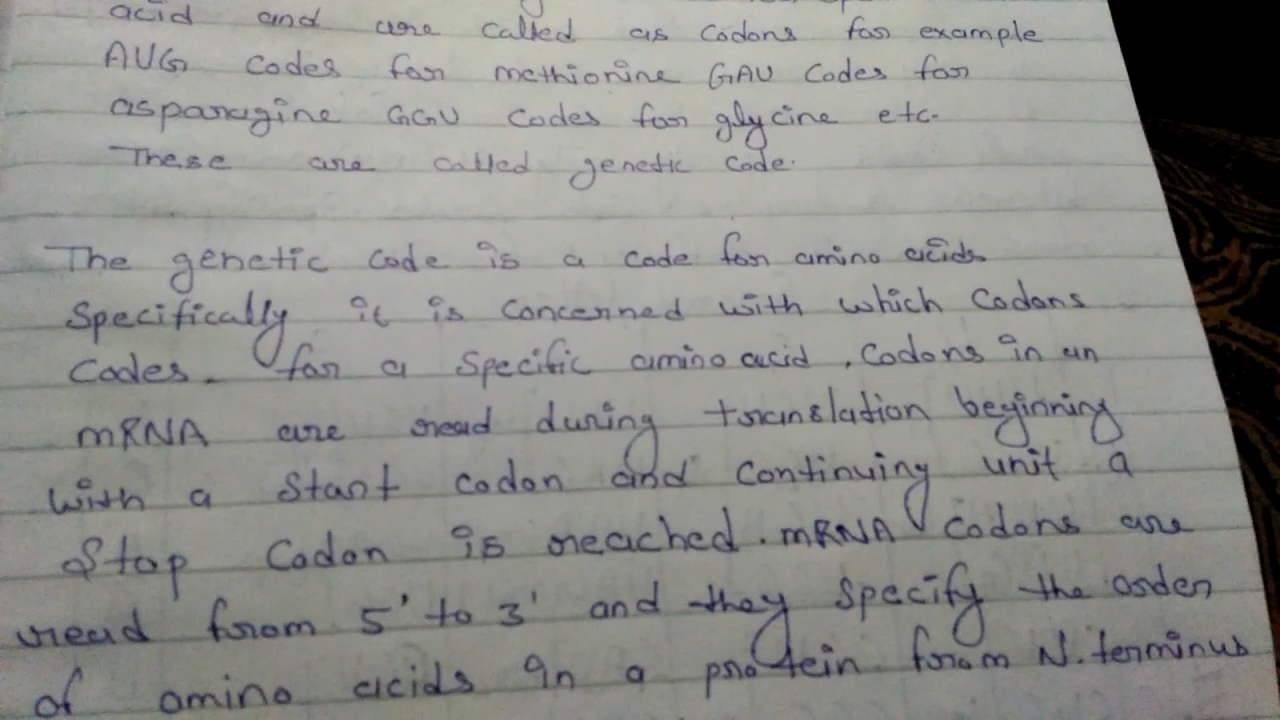 acid and are called as codons for example
AUG codes for methionine GAU codes for
asparagine GGU codes for glycine etc.
These are called genetic code.
The genetic code is a code for amino acids
Specifically it is concerned with which codons
codes. for a specific amino acid. Codons in an
mRNA are read during translation beginning
with a start codon and continuing unit a
stop codon is reached. mRNA codons are
read from 5' to 3' and they specify the order
of amino acids in a protein from N.terminus